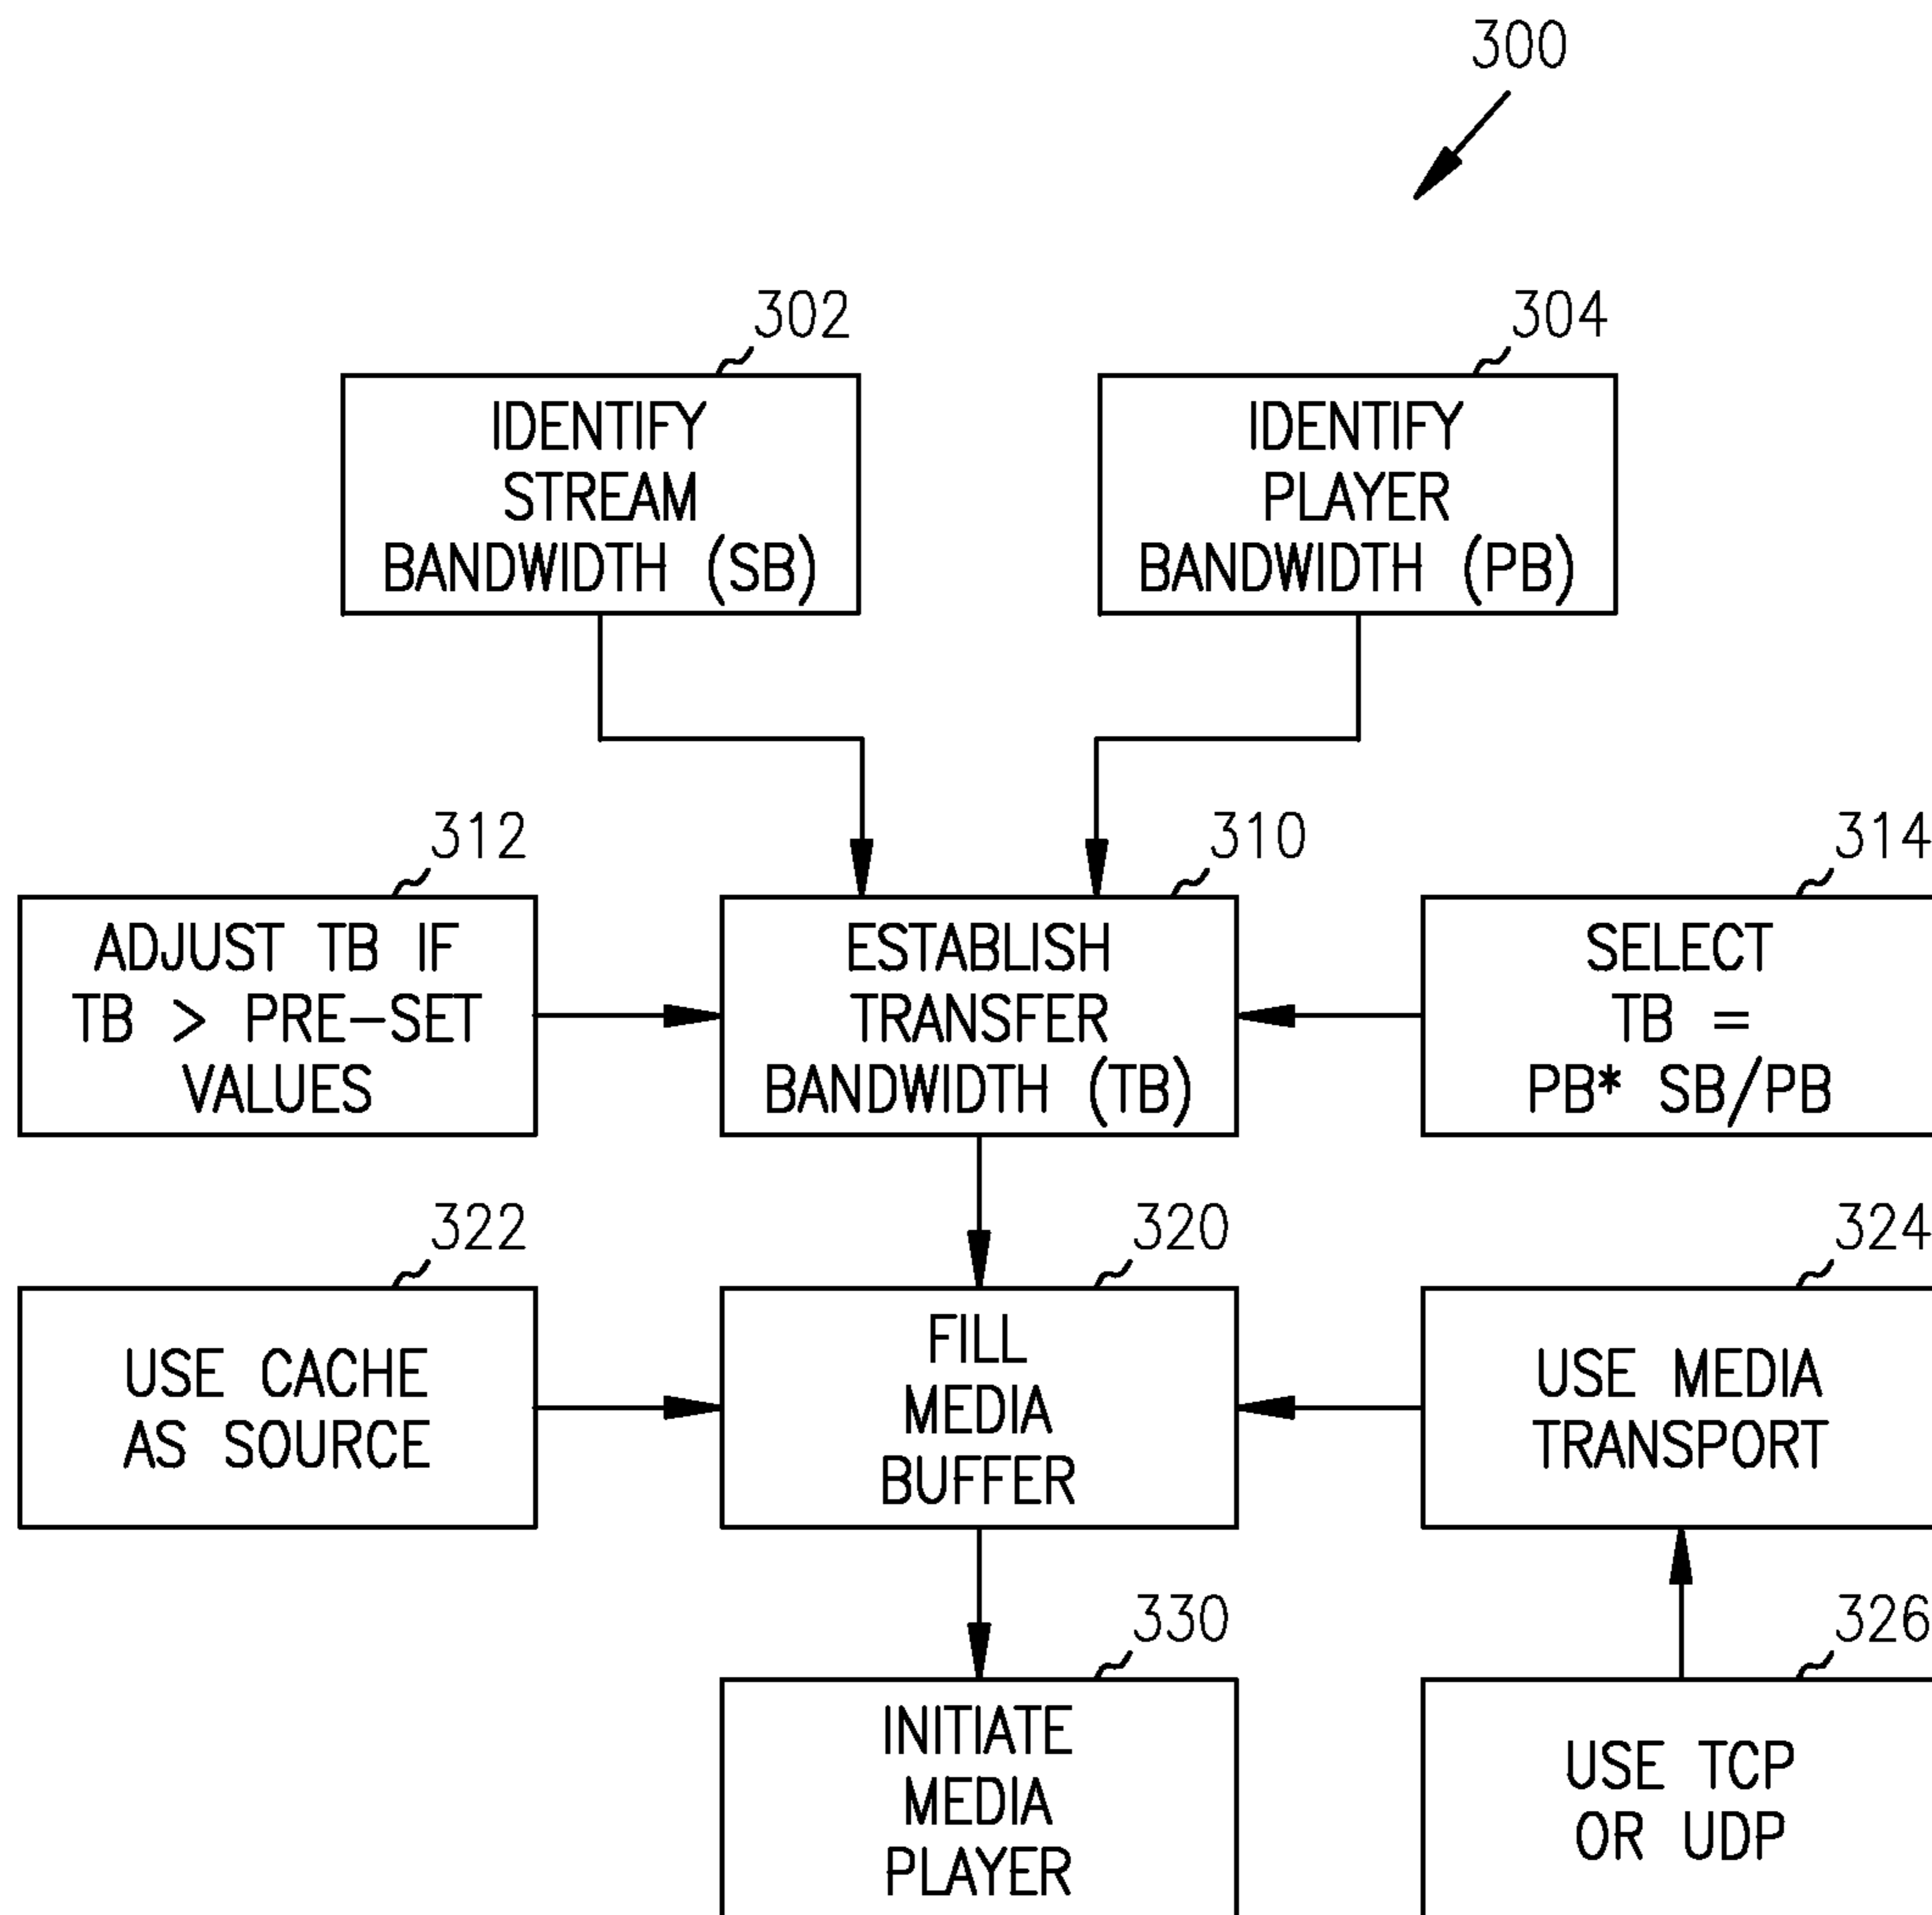 300
302
304
IDENTIFY
STREAM
BANDWIDTH (SB)
IDENTIFY
PLAYER
BANDWIDTH (PB)
312
310
314
ADJUST TB IF
TB > PRE-SET
VALUES
ESTABLISH
TRANSFER
BANDWIDTH (TB)
SELECT
TB =
PB* SB/PB
322
320
324
USE CACHE
AS SOURCE
FILL
MEDIA
BUFFER
USE MEDIA
TRANSPORT
330
326
INITIATE
MEDIA
PLAYER
USE TCP
OR UDP